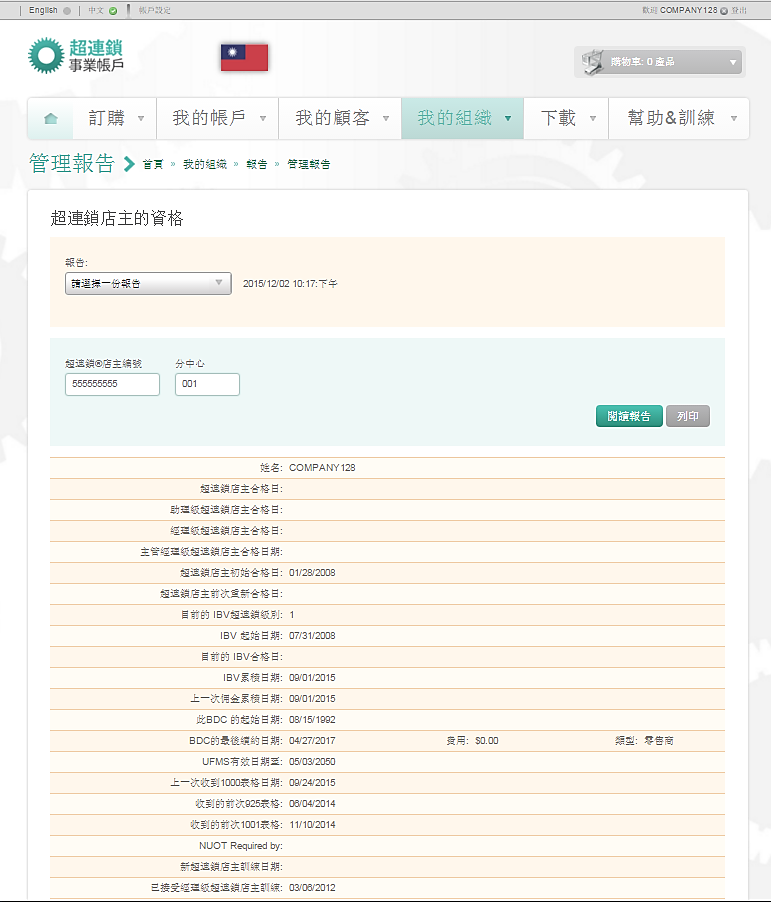 English 中文 帳戶設定 歡迎 COMPANY128 登出
超連鎖
事業帳戶
購物車: 0 產品
訂購 我的帳戶 我的顧客 我的組織 下載 幫助&訓練
管理報告 首頁 » 我的組織 » 報告 » 管理報告
超連鎖店主的資格
報告:
請選擇一份報告 2015/12/02 10:17:下午
超連鎖®店主編號 分中心
555555555 001
閱讀報告 列印
姓名: COMPANY128
超連鎖店主合格日:
助理級超連鎖店主合格日:
經理級超連鎖店主合格日:
主管經理級超連鎖店主合格日期:
超連鎖店主初始合格日: 01/28/2008
超連鎖店主前次重新合格日:
目前的 IBV超連鎖級別: 1
IBV 起始日期: 07/31/2008
目前的 IBV合格日:
IBV累積日期: 09/01/2015
上一次佣金累積日期: 09/01/2015
此BDC 的起始日期: 08/15/1992
BDC的最後續約日期: 04/27/2017 費用: $0.00 類型: 零售商
UFMS有效日期至: 05/03/2050
上一次收到1000表格日期: 09/24/2015
收到的前次925表格: 06/04/2014
收到的前次1001表格: 11/10/2014
NUOT Required by:
新超連鎖店主訓練日期:
已接受經理級超連鎖店主訓練: 03/06/2012